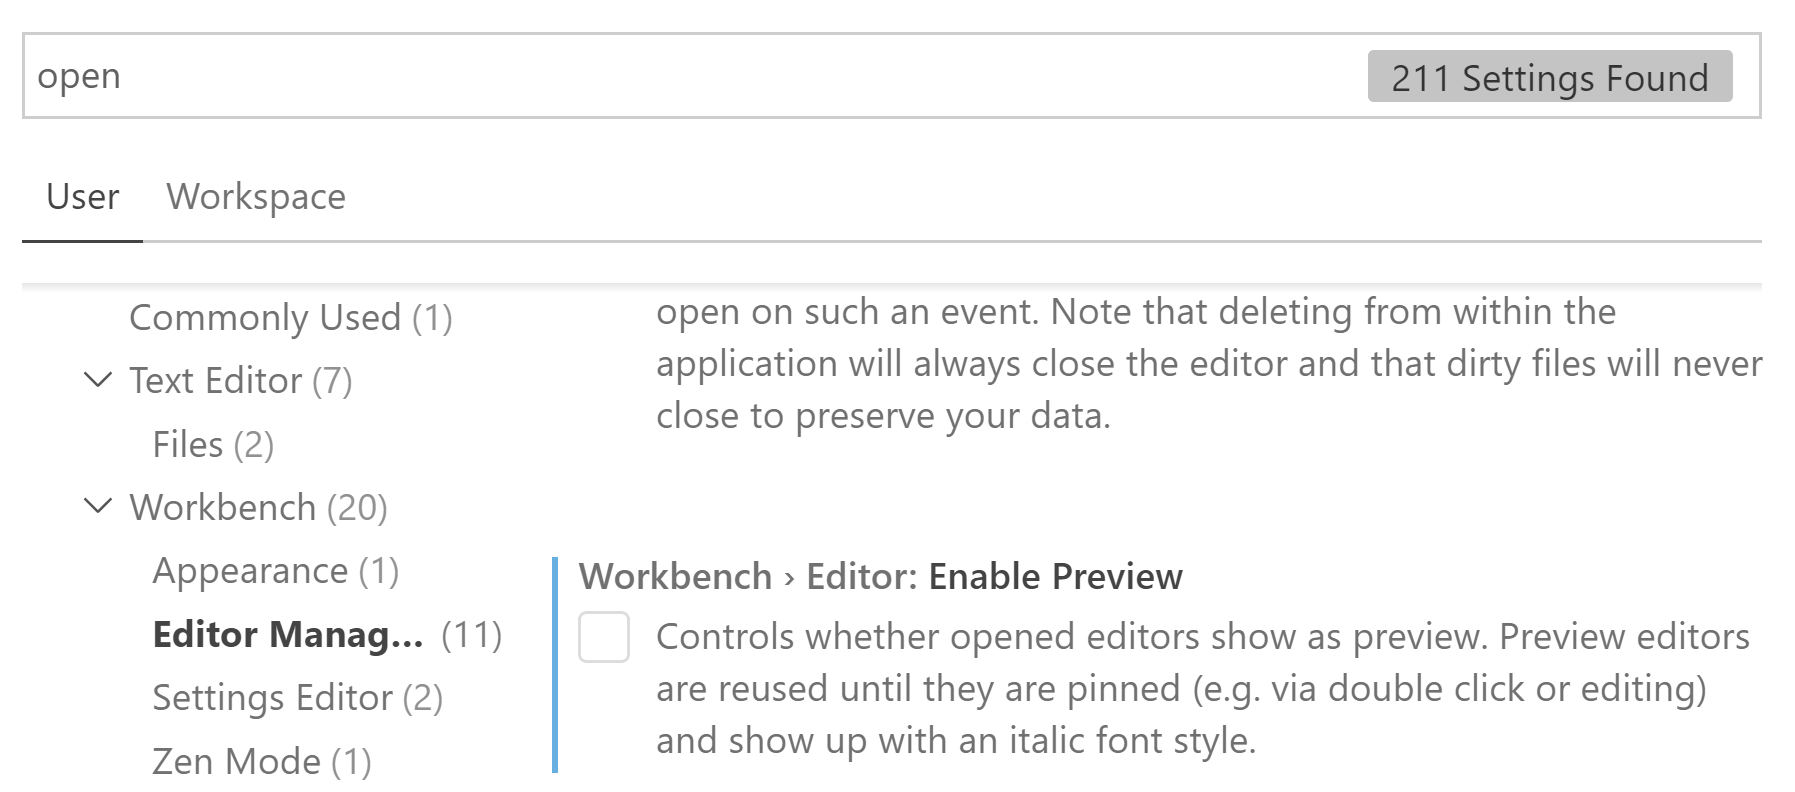 open
211 Settings Found
User
Workspace
Commonly Used (1)
Text Editor (7)
Files (2)
Workbench (20)
Appearance (1)
Editor Manag... (11)
Settings Editor (2)
Zen Mode (1)
open on such an event. Note that deleting from within the
application will always close the editor and that dirty files will never
close to preserve your data.
Workbench › Editor: Enable Preview
Controls whether opened editors show as preview. Preview editors
are reused until they are pinned (e.g. via double click or editing)
and show up with an italic font style.